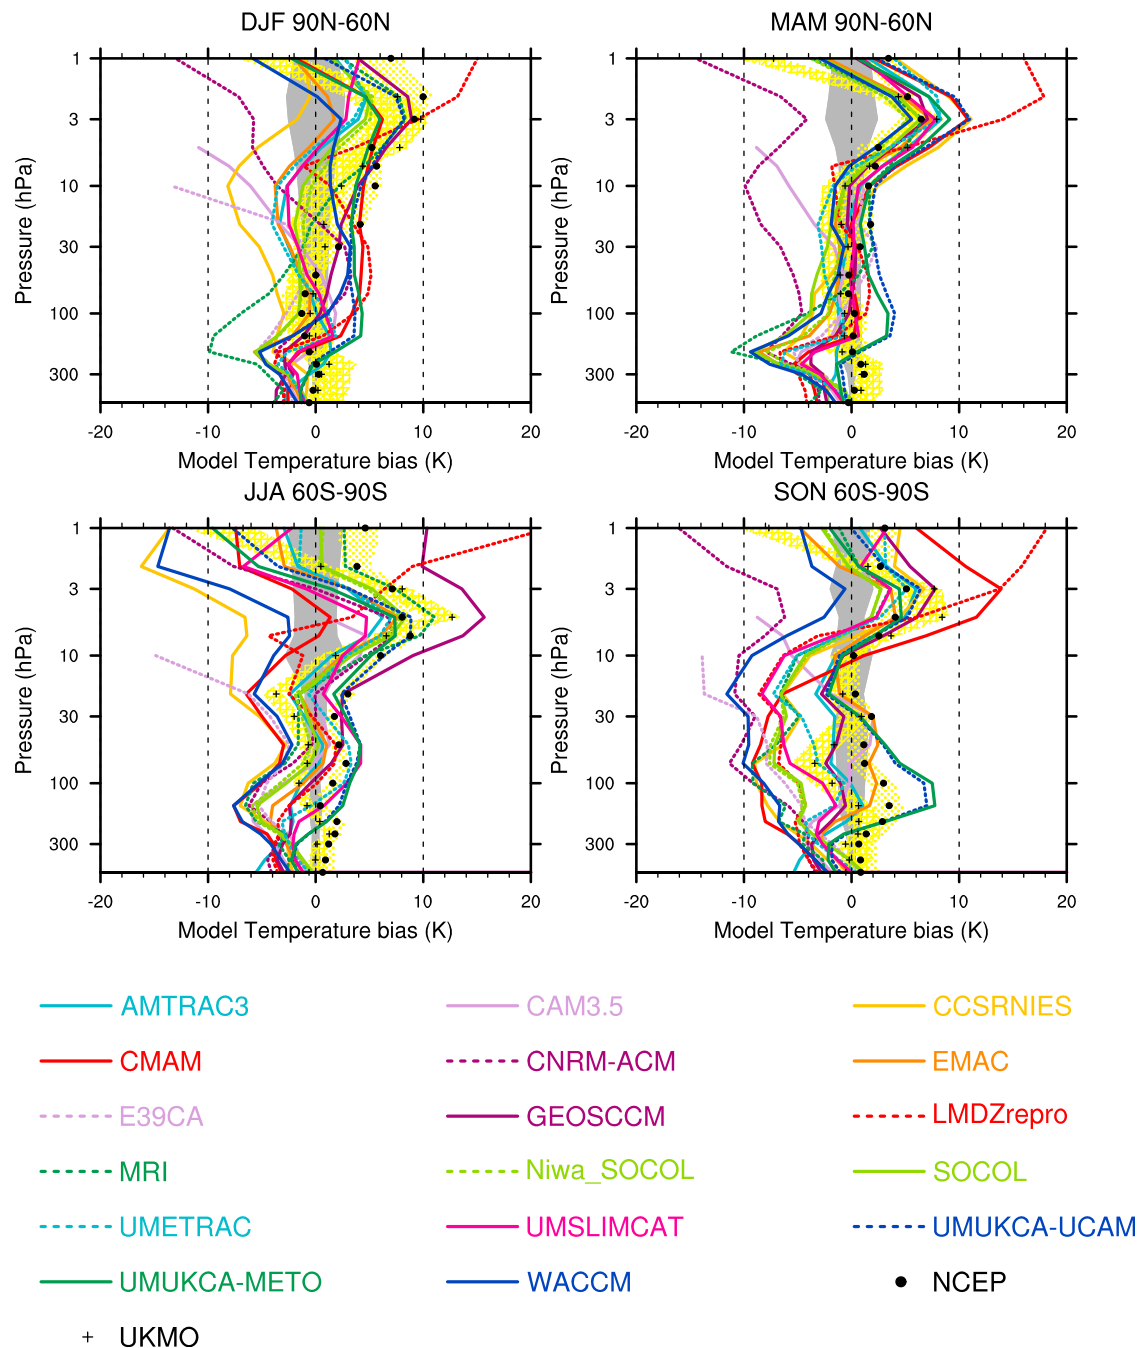 DJF 90N-60N
MAM 90N-60N
Pressure (hPa)
1
3
10
30
100
300
-20 -10 0 10 20
Model Temperature bias (K)
Pressure (hPa)
1
3
10
30
100
300
-20 -10 0 10 20
Model Temperature bias (K)
JJA 60S-90S
SON 60S-90S
Pressure (hPa)
1
3
10
30
100
300
-20 -10 0 10 20
Model Temperature bias (K)
Pressure (hPa)
1
3
10
30
100
300
-20 -10 0 10 20
Model Temperature bias (K)
AMTRAC3 CAM3.5 CCSRNIES
CMAM CNRM-ACM EMAC
E39CA GEOSCCM LMDZrepro
MRI Niwa_SOCOL SOCOL
UMETRAC UMSLIMCAT UMUKCA-UCAM
UMUKCA-METO WACCM NCEP
UKMO